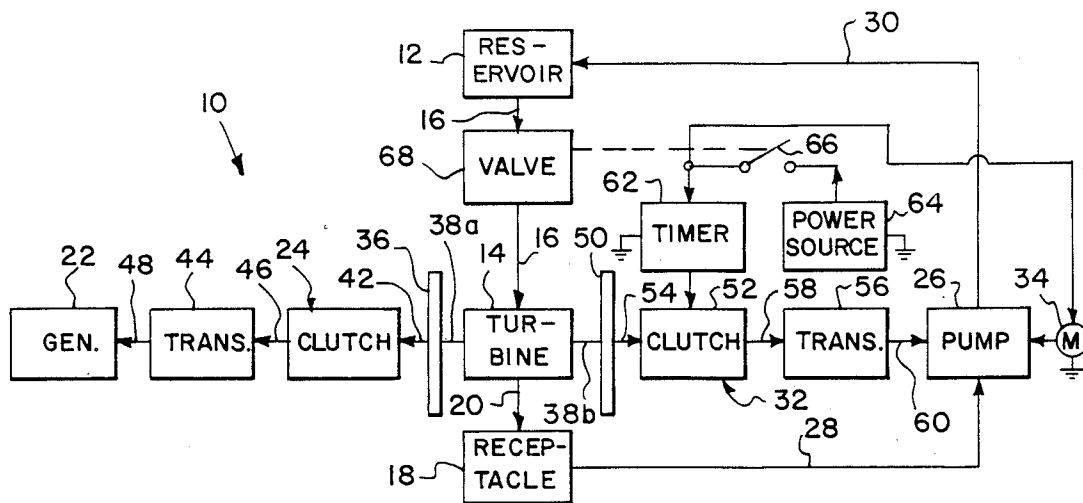 12
RES-
ERVOIR
30
10
16
68
VALVE
66
62
TIMER
POWER
SOURCE
64
22
48
44
46
24
42
36
38a
14
16
50
54
52
58
56
26
34
GEN.
TRANS.
CLUTCH
TUR-
BINE
CLUTCH
TRANS.
PUMP
M
20
38b
32
60
18
RECEP-
TACLE
28